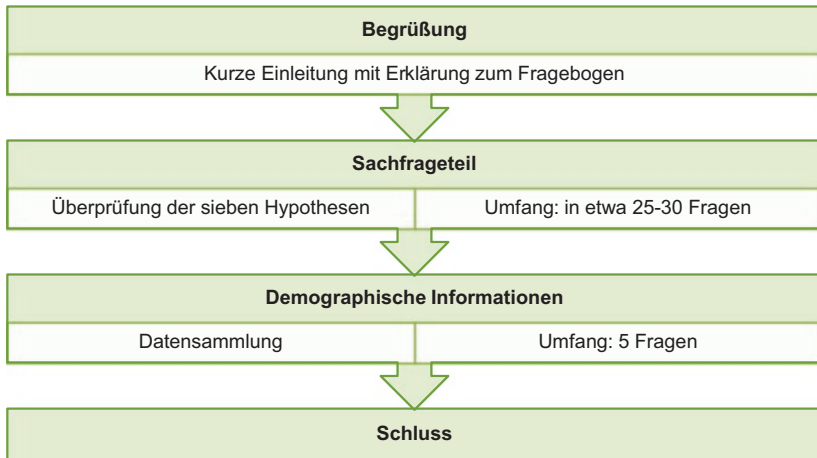 Begrüßung
Kurze Einleitung mit Erklärung zum Fragebogen
Sachfrageteil
Überprüfung der sieben Hypothesen
Umfang: in etwa 25-30 Fragen
Demographische Informationen
Datensammlung
Umfang: 5 Fragen
Schluss